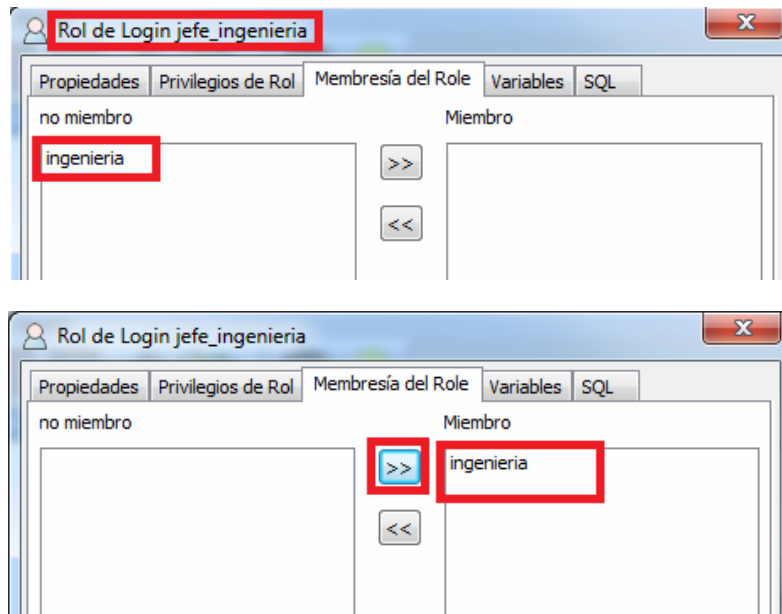 Rol de Login jefe_ingenieria
Propiedades Privilegios de Rol Membresía del Role Variables SQL
no miembro Miembro
ingenieria >>
<<
Rol de Login jefe_ingenieria
Propiedades Privilegios de Rol Membresía del Role Variables SQL
no miembro Miembro
>> ingenieria
<<